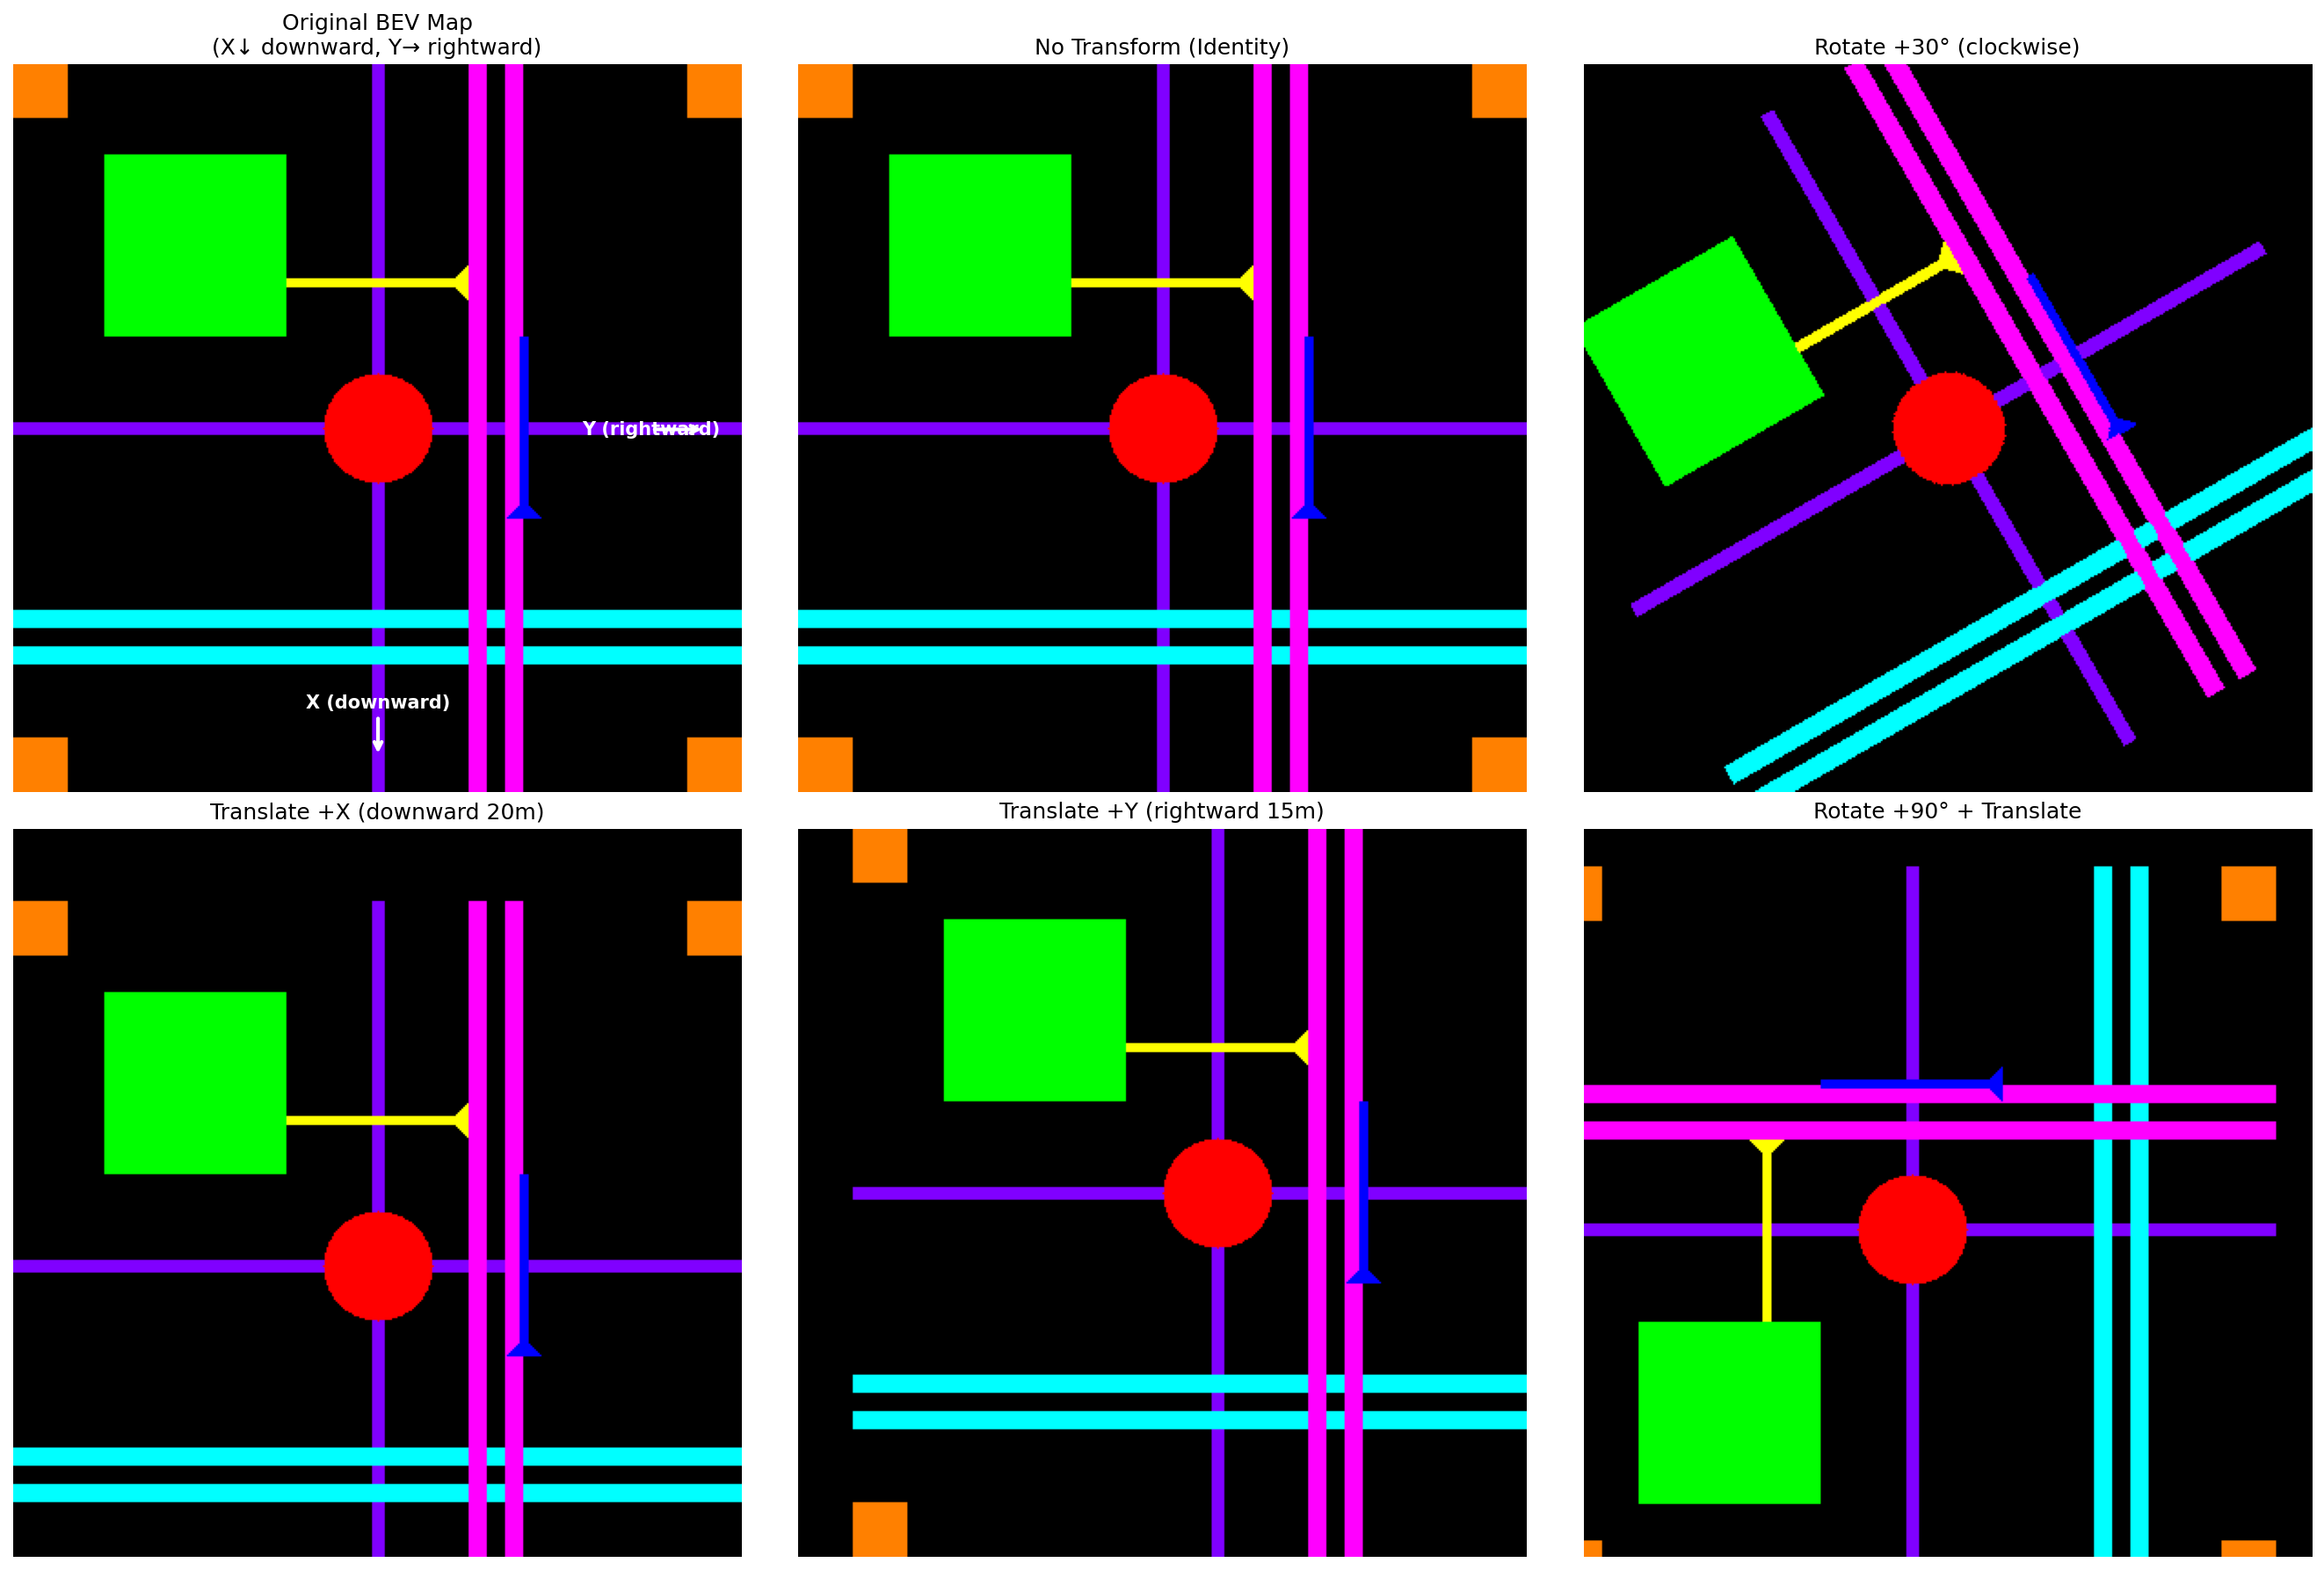 Original BEV Map
(X↓ downward, Y→ rightward)
No Transform (Identity)
Rotate +30° (clockwise)
Y (rightward)
X (downward)
Translate +X (downward 20m)
Translate +Y (rightward 15m)
Rotate +90° + Translate